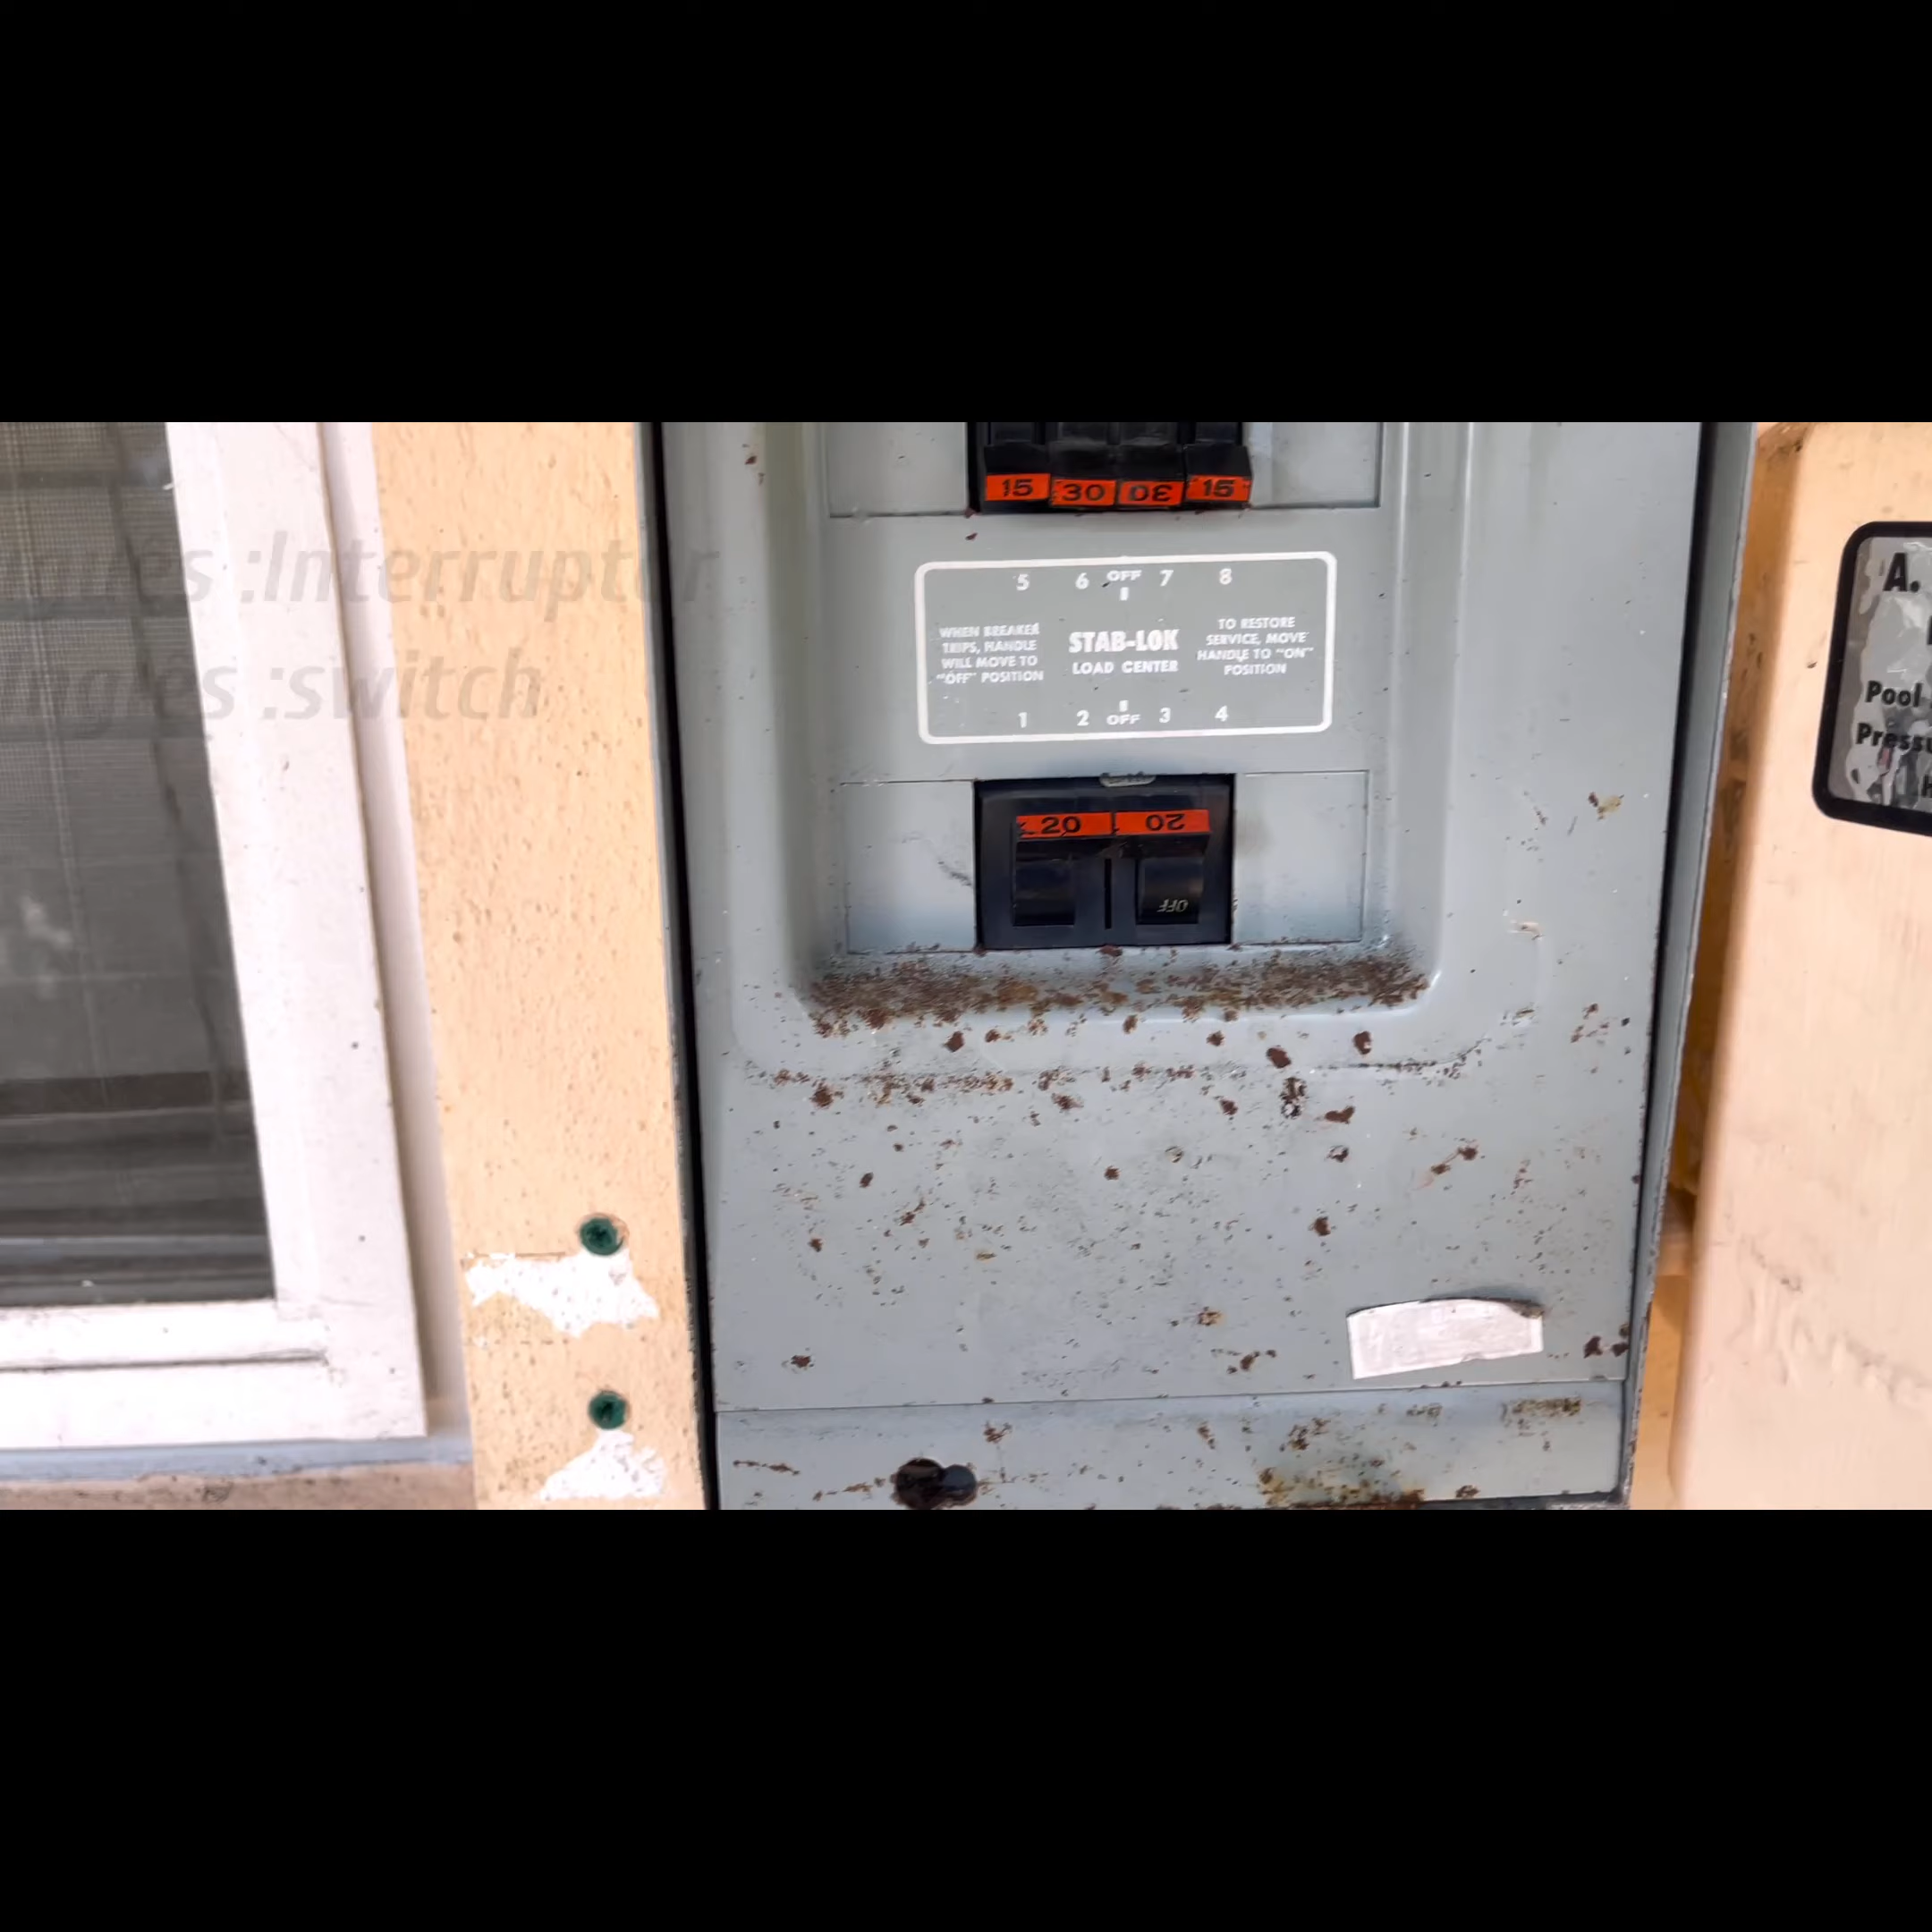 :Interruptor
:switch
15 30 30 15
5 6 OFF 7 8
WHEN BREAKER
TRIPS, HANDLE
WILL MOVE TO
"OFF" POSITION
STAB-LOK
LOAD CENTER
TO RESTORE
SERVICE, MOVE
HANDLE TO "ON"
POSITION
1 2 OFF 3 4
20 20
OFF
A.
Pool